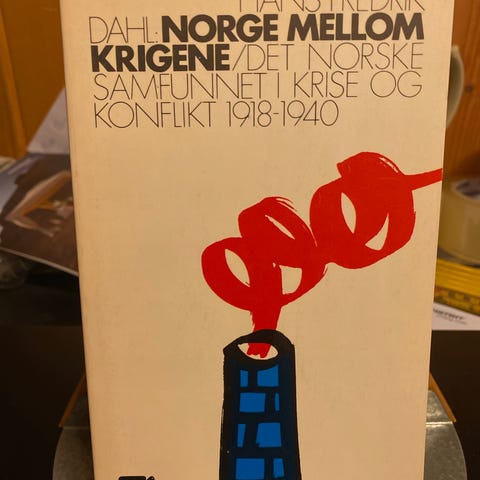 HANS FREDRIK
DAHL: NORGE MELLOM
KRIGENE/DET NORSKE
SAMFUNNET I KRISE OG
KONFLIKT 1918-1940